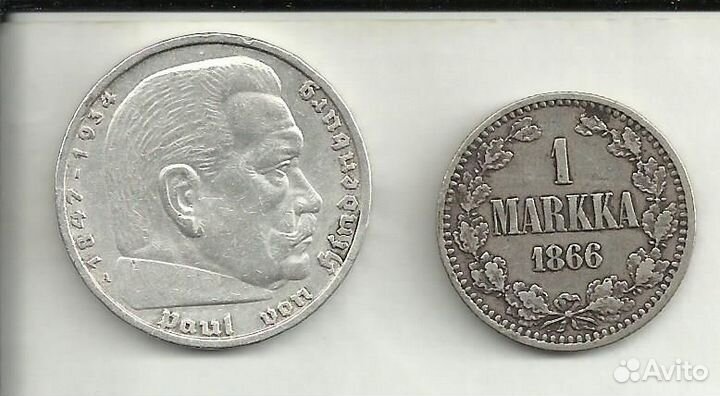 1847-1934
Paul von Hindenburg
1
MARKKA
1866
Avito